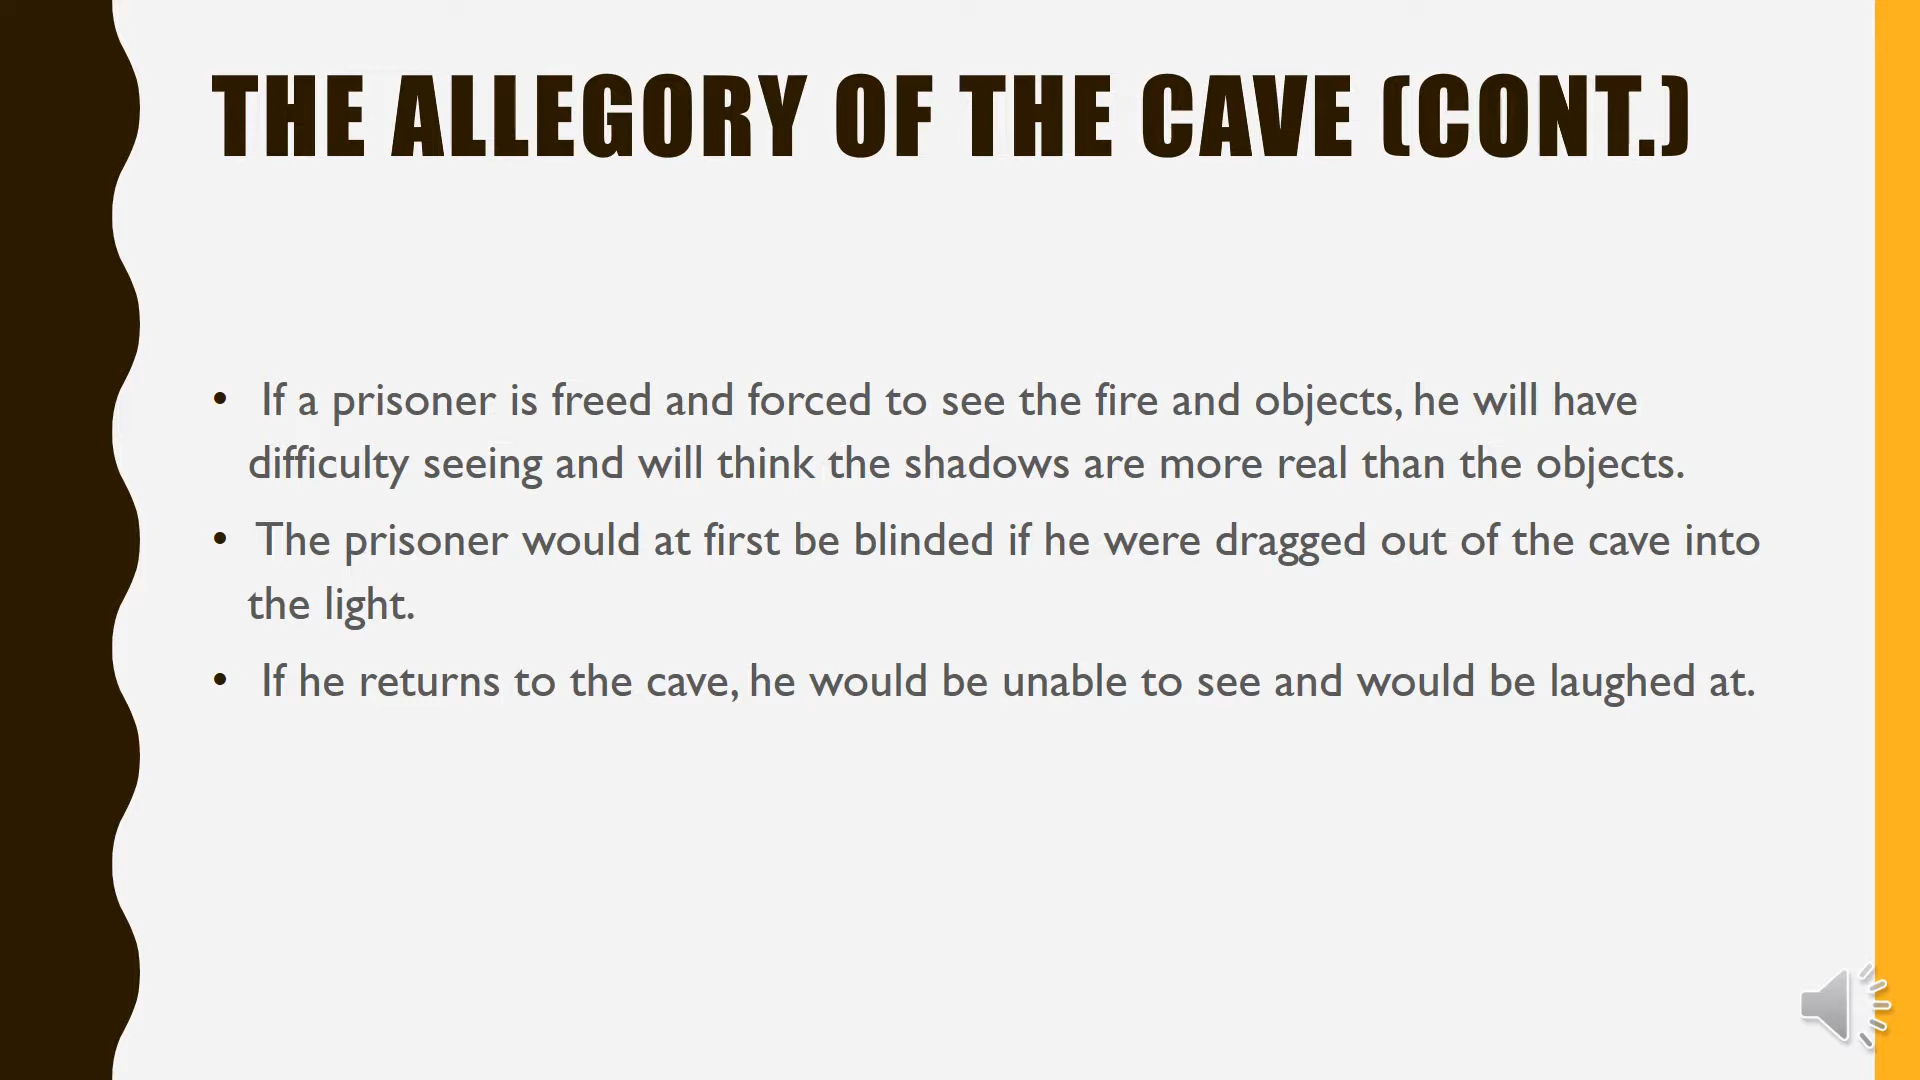 THE ALLEGORY OF THE CAVE (CONT.)
• If a prisoner is freed and forced to see the fire and objects, he will have
difficulty seeing and will think the shadows are more real than the objects.
• The prisoner would at first be blinded if he were dragged out of the cave into
the light.
• If he returns to the cave, he would be unable to see and would be laughed at.